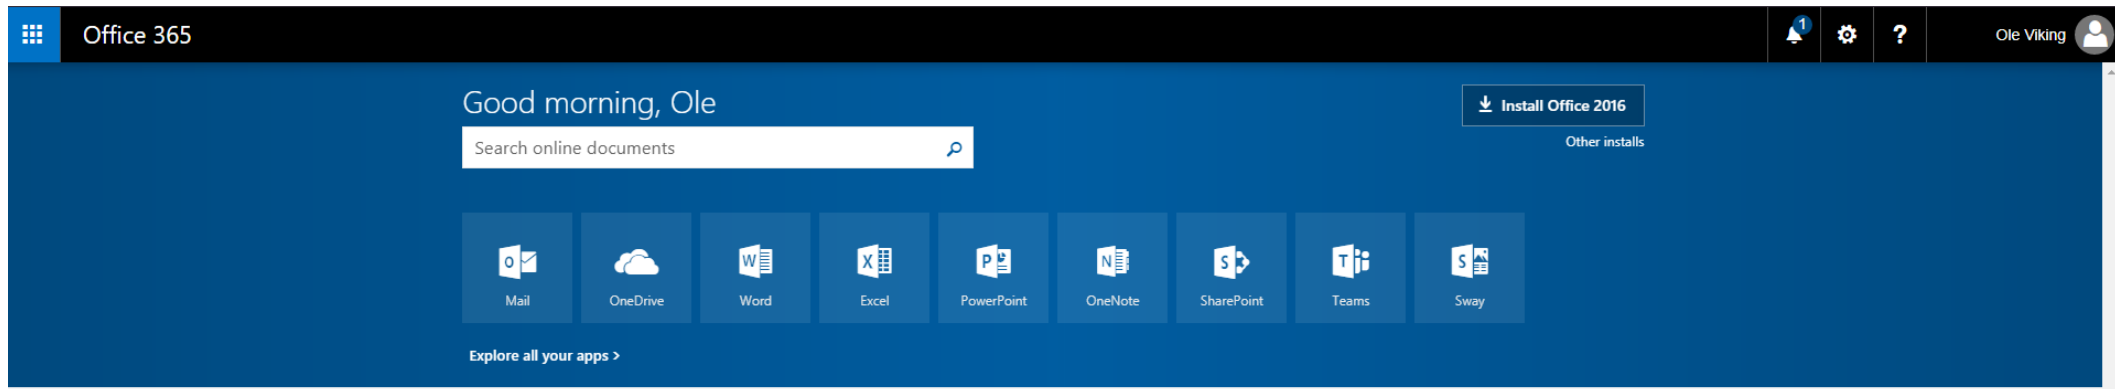 Office 365
1
?
Ole Viking
Good morning, Ole
Install Office 2016
Search online documents
Other installs
O
W
X
P
N
S
T
S
Mail
OneDrive
Word
Excel
PowerPoint
OneNote
SharePoint
Teams
Sway
Explore all your apps >